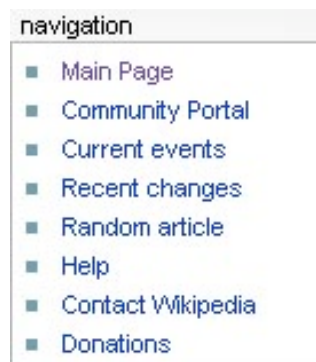 navigation
Main Page
Community Portal
Current events
Recent changes
Random article
Help
Contact Wikipedia
Donations